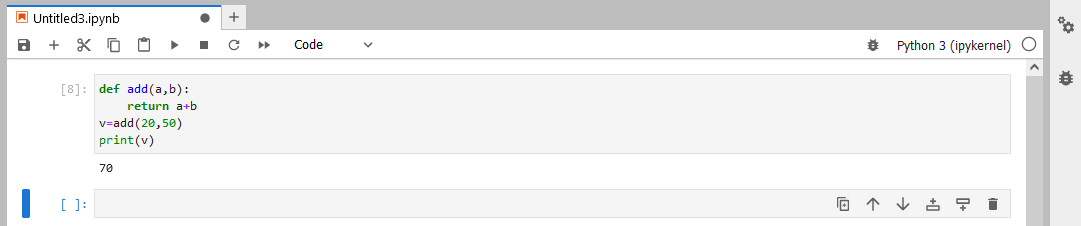 Untitled3.ipynb
Code
Python 3 (ipykernel)
[8]:
def add(a,b):
    return a+b
v=add(20,50)
print(v)
70
[ ]: